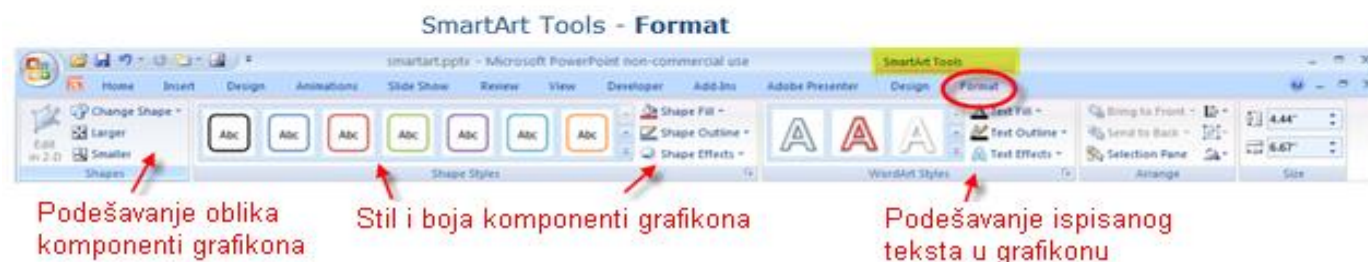 SmartArt Tools - Format
smartart.pptx - Microsoft PowerPoint non-commercial use
SmartArt Tools
Home Insert Design Animations Slide Show Review View Developer Add-Ins Adobe Presenter Design Format
Change Shape
Larger
Edit in 2-D
Smaller
Abc Abc Abc Abc Abc Abc Abc
Shape Fill
Shape Outline
Shape Effects
A A A
Text Fill
Text Outline
Text Effects
Bring to Front
Send to Back
Selection Pane
4.44"
6.67"
Shapes
Shape Styles
WordArt Styles
Arrange
Size
Podešavanje oblika
komponenti grafikona
Stil i boja komponenti grafikona
Podešavanje ispisanog
teksta u grafikonu